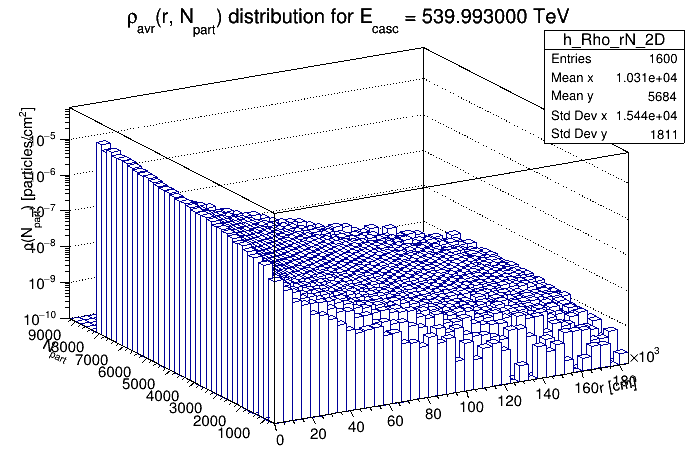 ρavr(r, Npart) distribution for Ecasc = 539.993000 TeV
h_Rho_rN_2D
Entries 1600
Mean x 1.031e+04
Mean y 5684
Std Dev x 1.544e+04
Std Dev y 1811
ρ(Npart) [particles/cm²]
10⁻⁵
10⁻⁶
10⁻⁷
10⁻⁸
10⁻⁹
10⁻¹⁰
9000
8000
7000
6000
5000
4000
3000
2000
1000
Npart
0
20
40
60
80
100
120
140
160
180
×10³
r [cm]